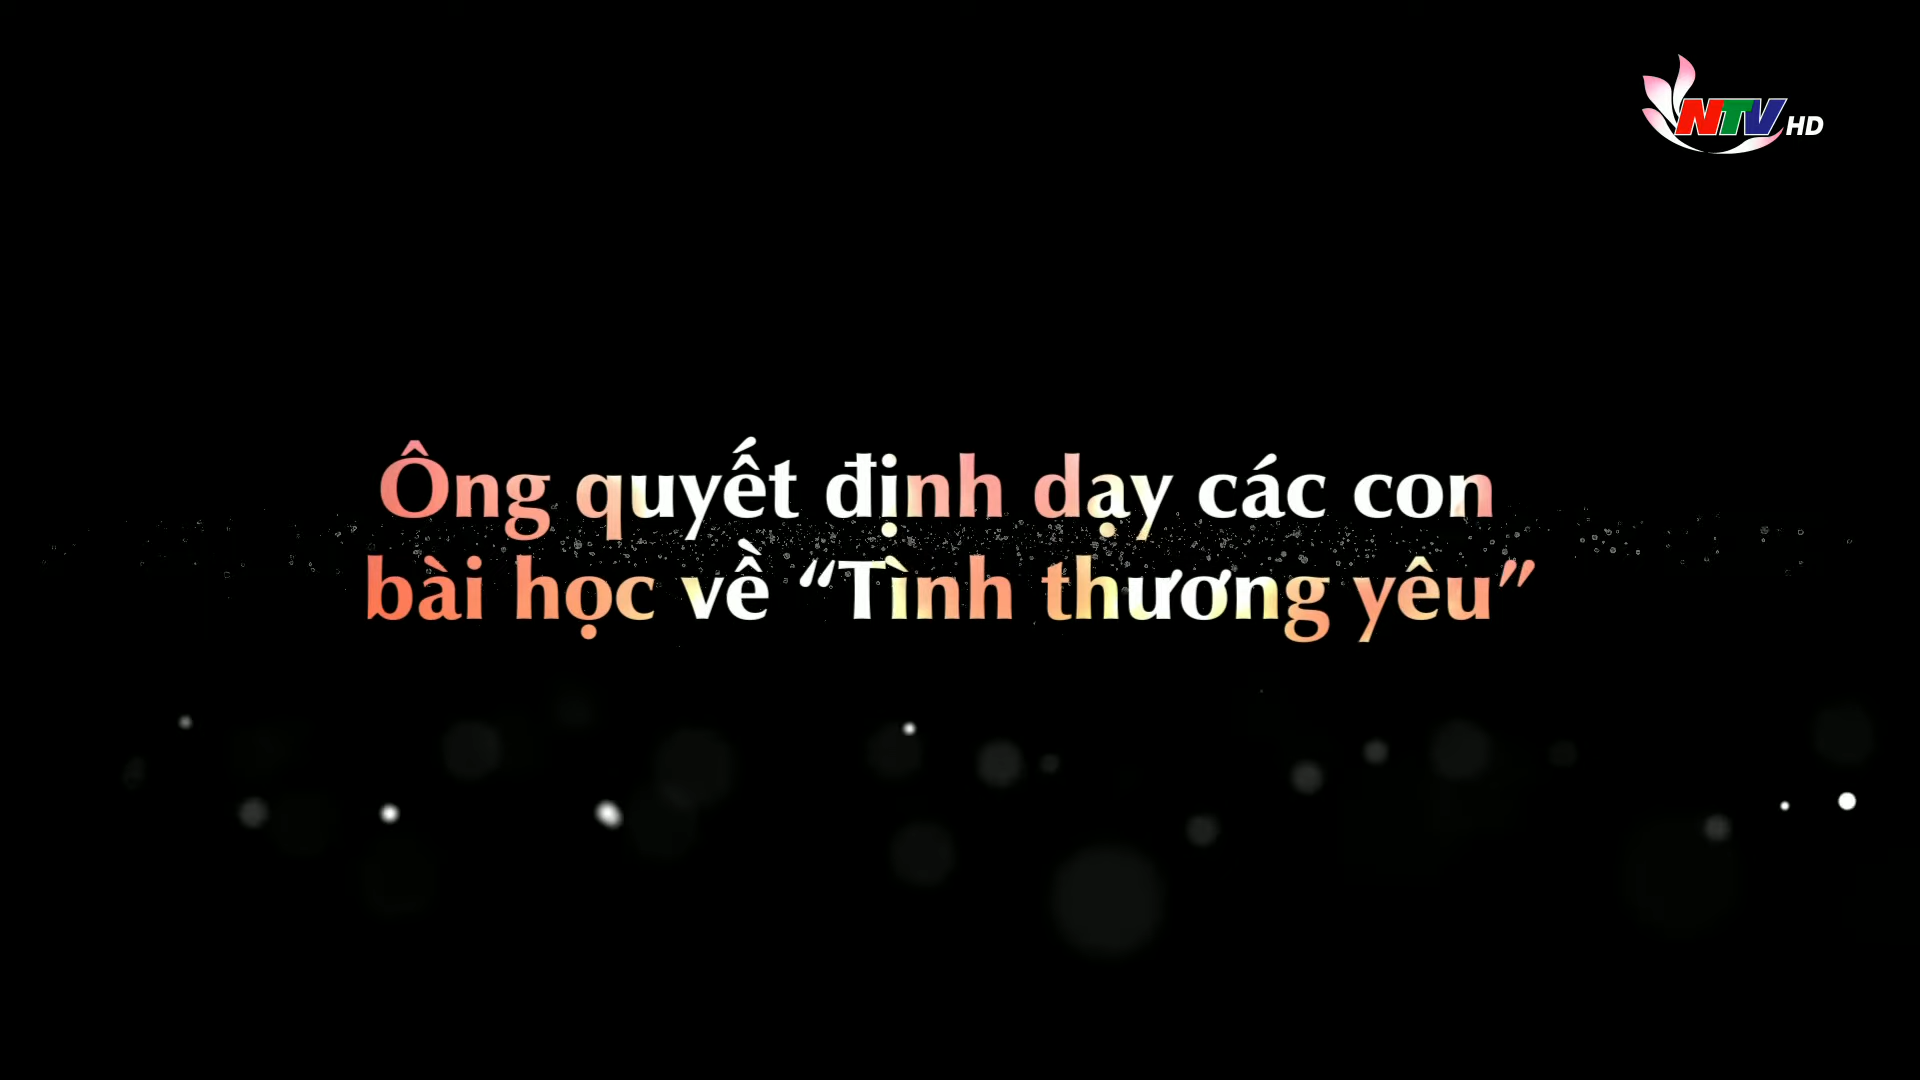 NTV HD
Ông quyết định dạy các con
bài học về “Tình thương yêu”